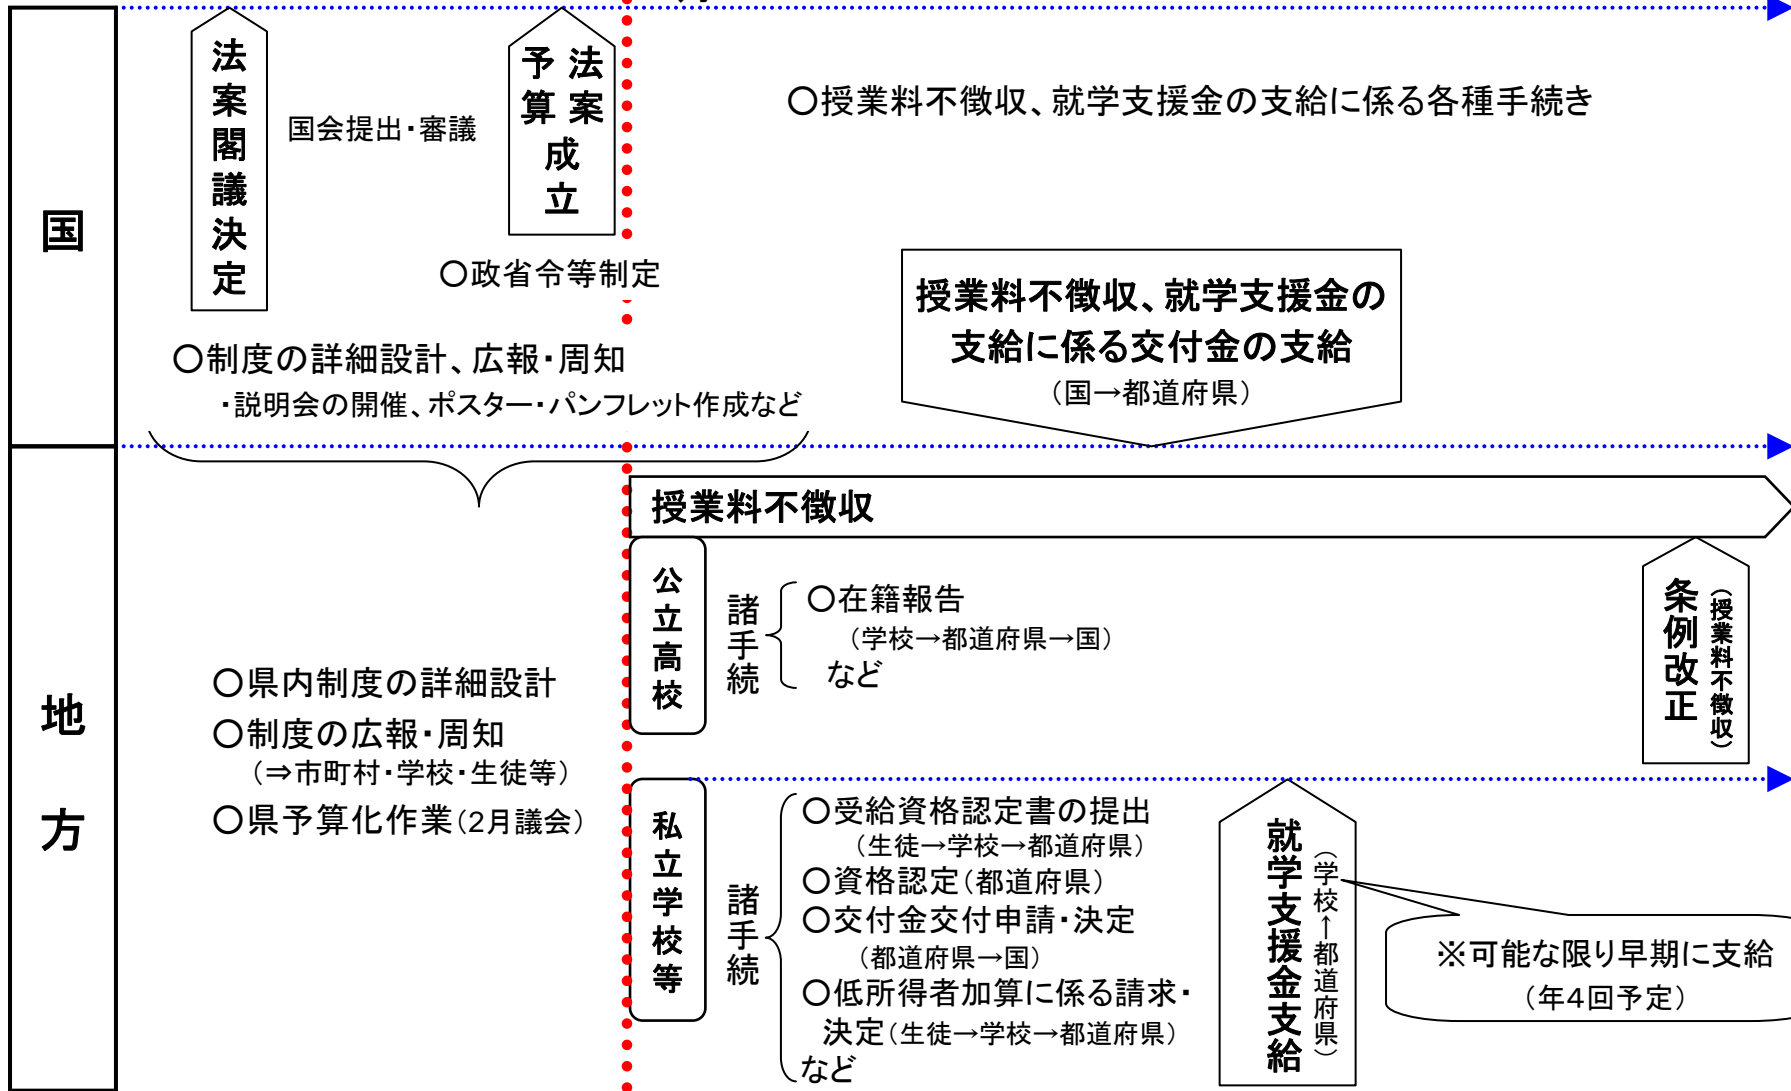 国
法案閣議決定
国会提出・審議
予算
法案
成立
○授業料不徴収、就学支援金の支給に係る各種手続き
○政省令等制定
○制度の詳細設計、広報・周知
・説明会の開催、ポスター・パンフレット作成など
授業料不徴収、就学支援金の
支給に係る交付金の支給
（国→都道府県）
地方
○県内制度の詳細設計
○制度の広報・周知
（⇒市町村・学校・生徒等）
○県予算化作業（2月議会）
授業料不徴収
公立高校
諸手続
○在籍報告
（学校→都道府県→国）
など
条例改正
（授業料不徴収）
私立学校等
諸手続
○受給資格認定書の提出
（生徒→学校→都道府県）
○資格認定（都道府県）
○交付金交付申請・決定
（都道府県→国）
○低所得者加算に係る請求・
決定（生徒→学校→都道府県）
など
就学支援金支給
（学校←都道府県）
※可能な限り早期に支給
（年4回予定）